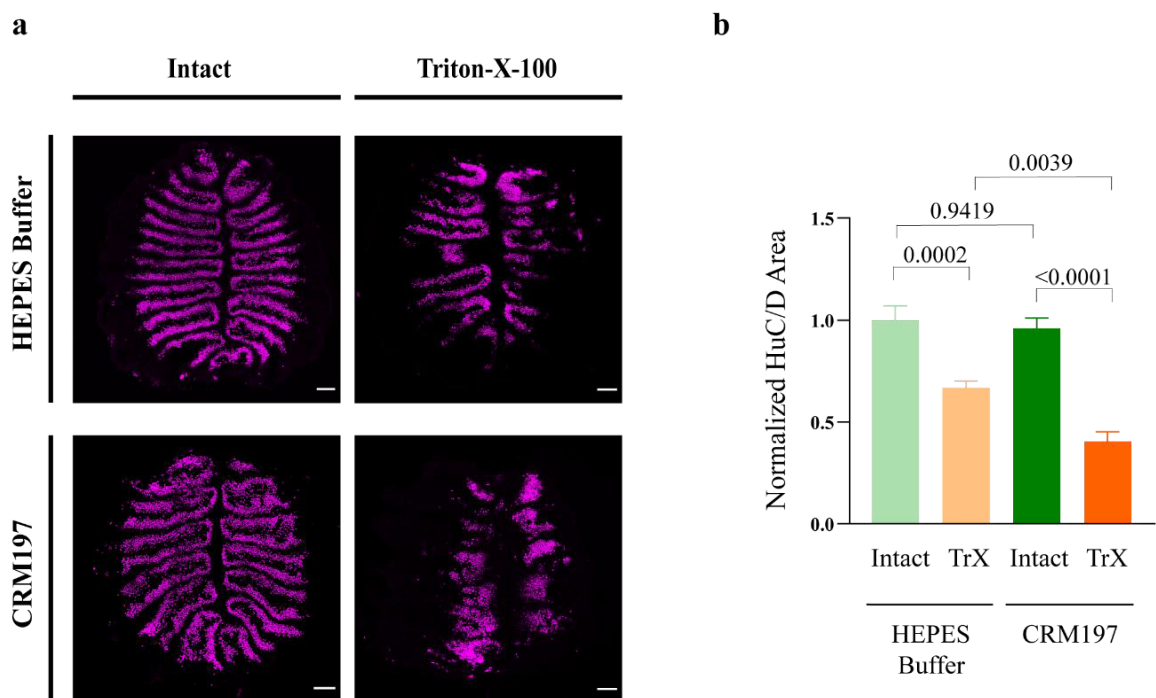 a
Intact
Triton-X-100
HEPES Buffer
CRM197
b
Normalized HuC/D Area
0.0039
0.9419
0.0002
<0.0001
1.5
1.0
0.5
0.0
Intact TrX Intact TrX
HEPES CRM197
Buffer